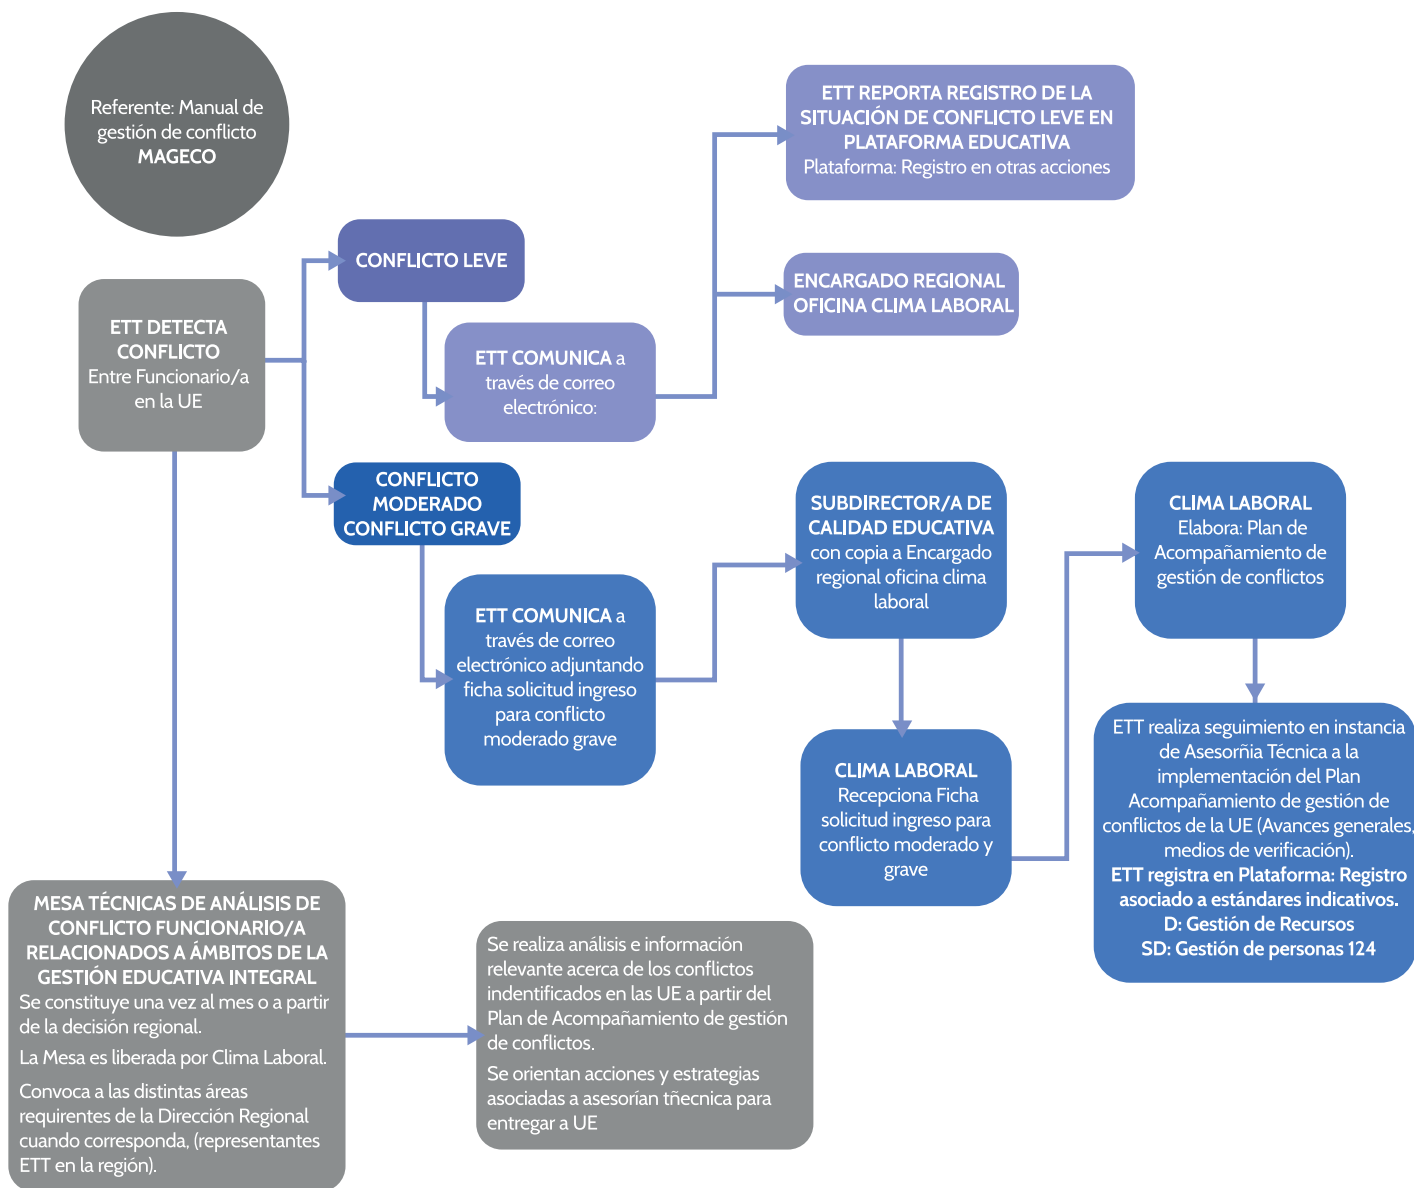 Referente: Manual de
gestión de conflicto
MAGECO
ETT DETECTA
CONFLICTO
Entre Funcionario/a
en la UE
CONFLICTO LEVE
ETT COMUNICA a
través de correo
electrónico:
ETT REPORTA REGISTRO DE LA
SITUACIÓN DE CONFLICTO LEVE EN
PLATAFORMA EDUCATIVA
Plataforma: Registro en otras acciones
ENCARGADO REGIONAL
OFICINA CLIMA LABORAL
CONFLICTO
MODERADO
CONFLICTO GRAVE
ETT COMUNICA a
través de correo
electrónico adjuntando
ficha solicitud ingreso
para conflicto
moderado grave
SUBDIRECTOR/A DE
CALIDAD EDUCATIVA
con copia a Encargado
regional oficina clima
laboral
CLIMA LABORAL
Recepciona Ficha
solicitud ingreso para
conflicto moderado y
grave
CLIMA LABORAL
Elabora: Plan de
Acompañamiento de
gestión de conflictos
ETT realiza seguimiento en instancia
de Asesorñia Técnica a la
implementación del Plan
Acompañamiento de gestión de
conflictos de la UE (Avances generales,
medios de verificación).
ETT registra en Plataforma: Registro
asociado a estándares indicativos.
D: Gestión de Recursos
SD: Gestión de personas 124
MESA TÉCNICAS DE ANÁLISIS DE
CONFLICTO FUNCIONARIO/A
RELACIONADOS A ÁMBITOS DE LA
GESTIÓN EDUCATIVA INTEGRAL
Se constituye una vez al mes o a partir
de la decisión regional.
La Mesa es liberada por Clima Laboral.
Convoca a las distintas áreas
requirentes de la Dirección Regional
cuando corresponda, (representantes
ETT en la región).
Se realiza análisis e información
relevante acerca de los conflictos
indentificados en las UE a partir del
Plan de Acompañamiento de gestión
de conflictos.
Se orientan acciones y estrategias
asociadas a asesorían tñecnica para
entregar a UE